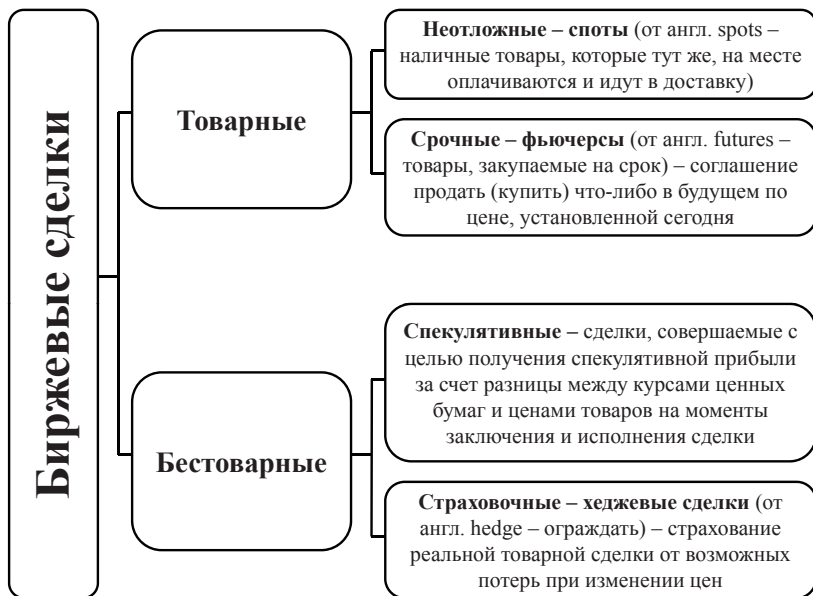 Биржевые сделки
Товарные
Неотложные – споты (от англ. spots –
наличные товары, которые тут же, на месте
оплачиваются и идут в доставку)
Срочные – фьючерсы (от англ. futures –
товары, закупаемые на срок) – соглашение
продать (купить) что-либо в будущем по
цене, установленной сегодня
Бестоварные
Спекулятивные – сделки, совершаемые с
целью получения спекулятивной прибыли
за счет разницы между курсами ценных
бумаг и ценами товаров на моменты
заключения и исполнения сделки
Страховочные – хеджевые сделки (от
англ. hedge – ограждать) – страхование
реальной товарной сделки от возможных
потерь при изменении цен